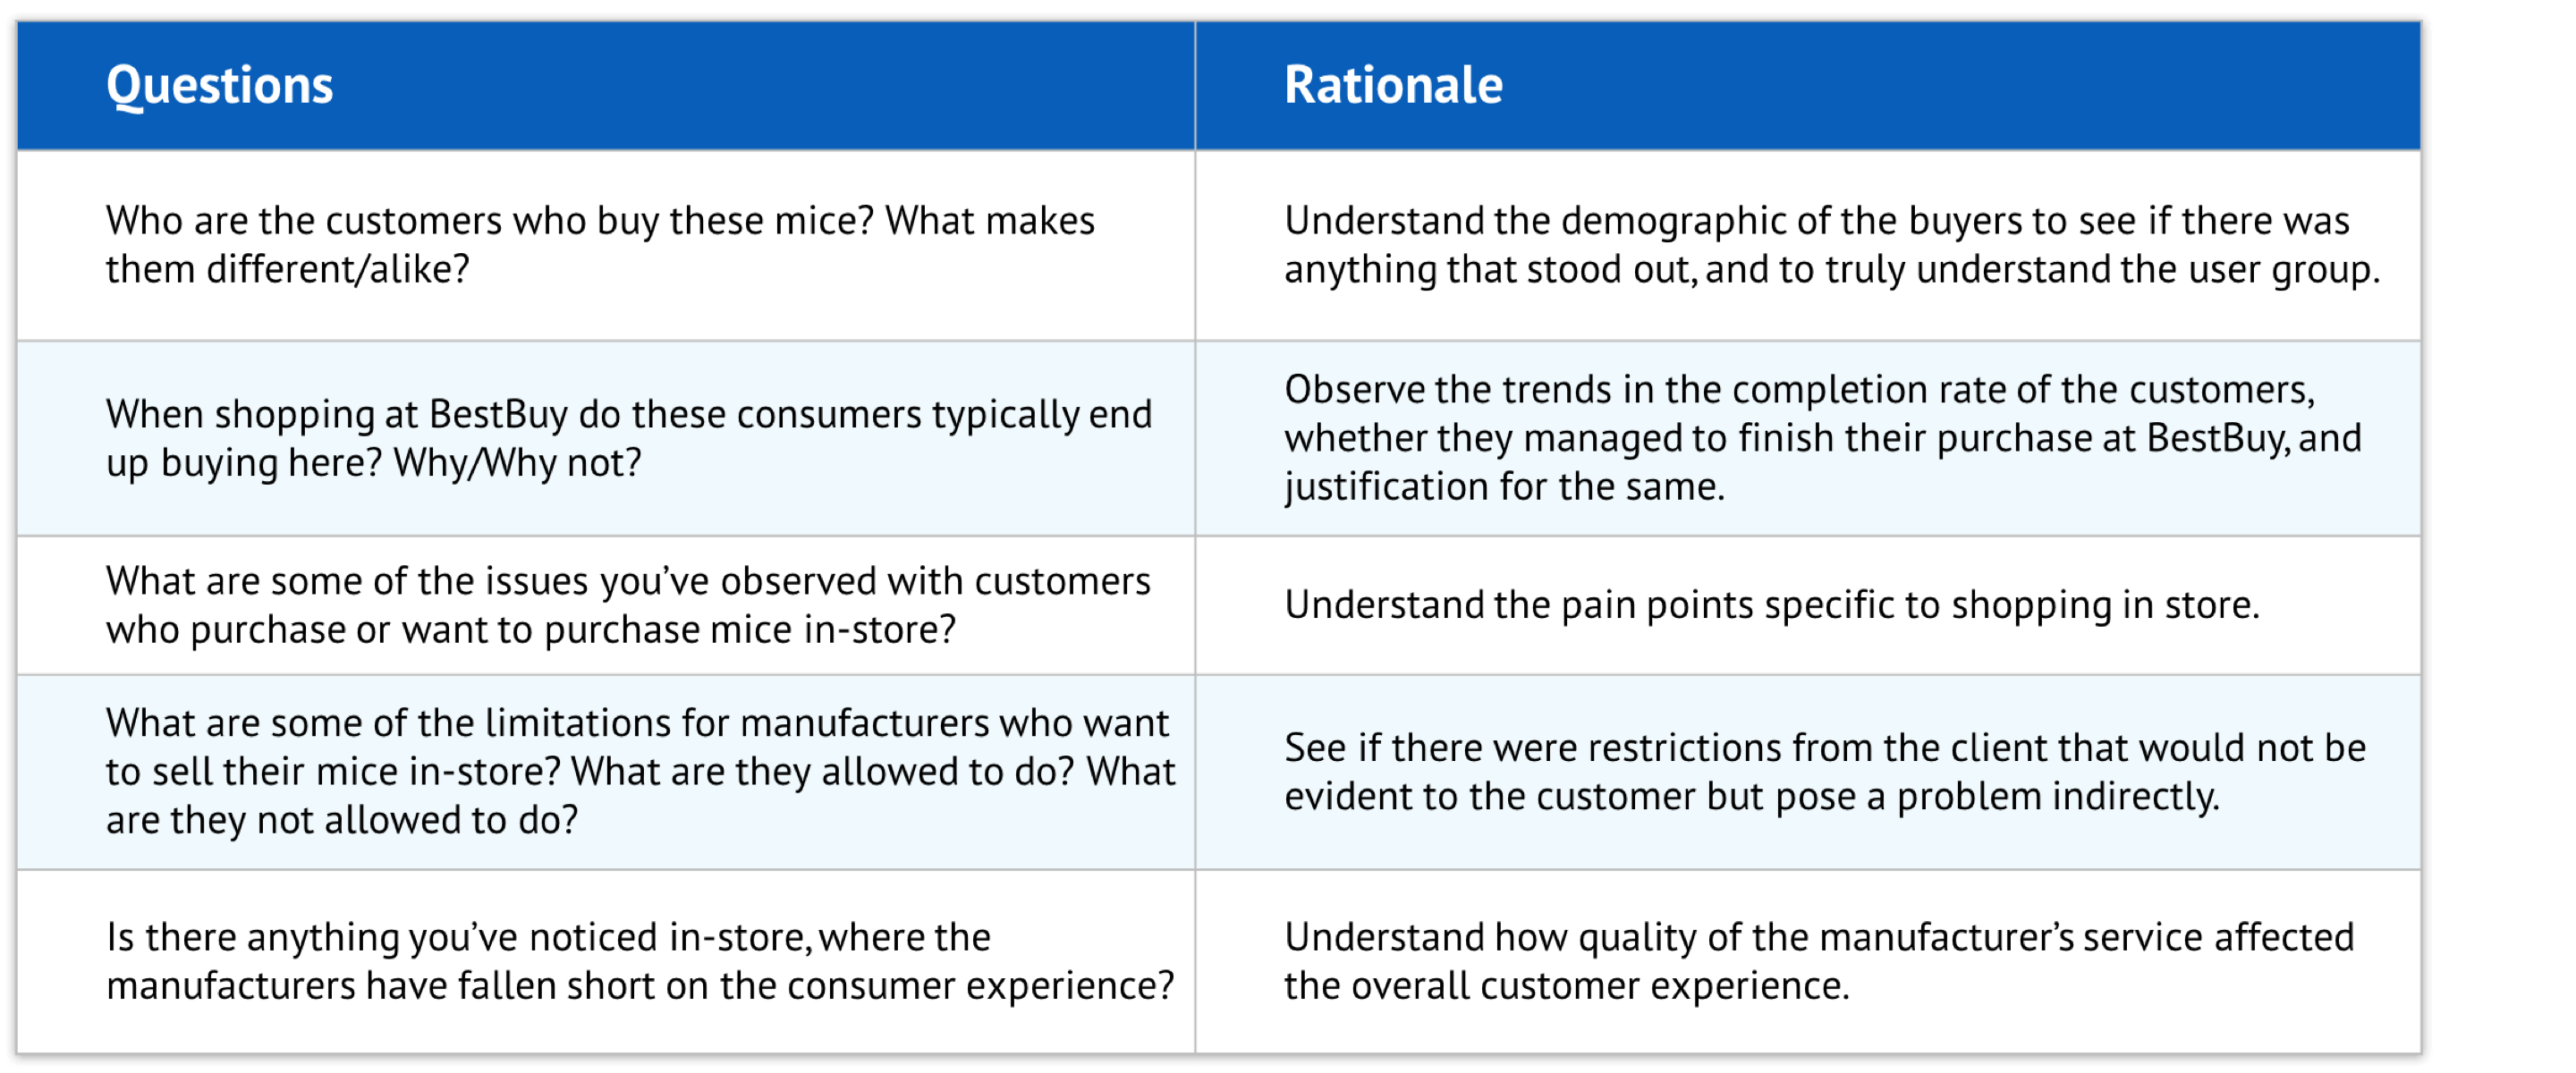 Questions
Rationale
Who are the customers who buy these mice? What makes
them different/alike?
Understand the demographic of the buyers to see if there was
anything that stood out, and to truly understand the user group.
When shopping at BestBuy do these consumers typically end
up buying here? Why/Why not?
Observe the trends in the completion rate of the customers,
whether they managed to finish their purchase at BestBuy, and
justification for the same.
What are some of the issues you’ve observed with customers
who purchase or want to purchase mice in-store?
Understand the pain points specific to shopping in store.
What are some of the limitations for manufacturers who want
to sell their mice in-store? What are they allowed to do? What
are they not allowed to do?
See if there were restrictions from the client that would not be
evident to the customer but pose a problem indirectly.
Is there anything you’ve noticed in-store, where the
manufacturers have fallen short on the consumer experience?
Understand how quality of the manufacturer’s service affected
the overall customer experience.